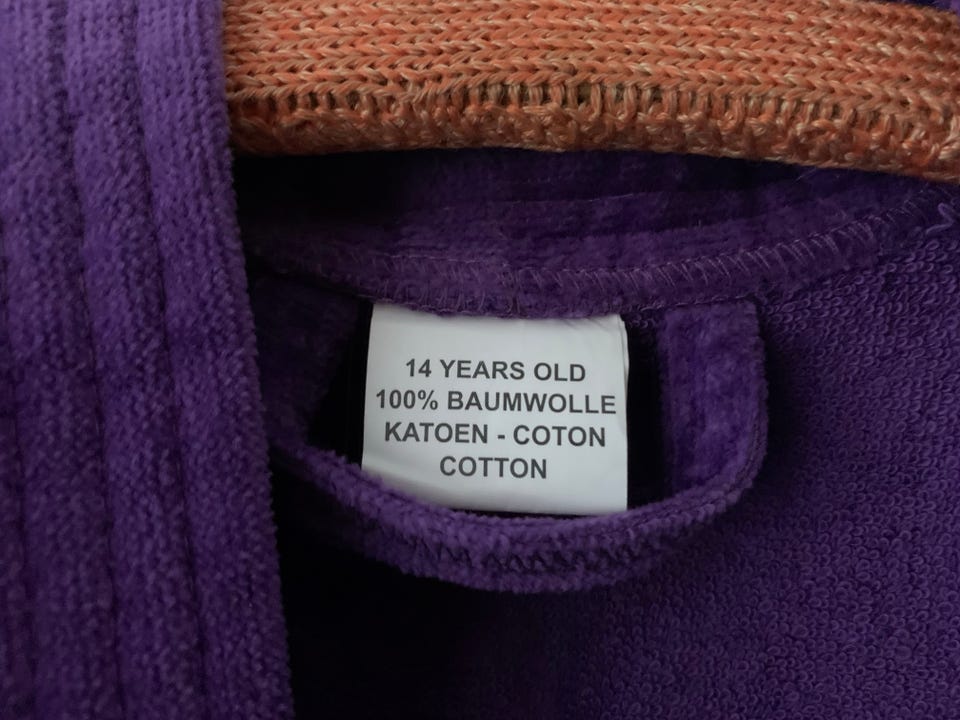 14 YEARS OLD
100% BAUMWOLLE
KATOEN - COTON
COTTON